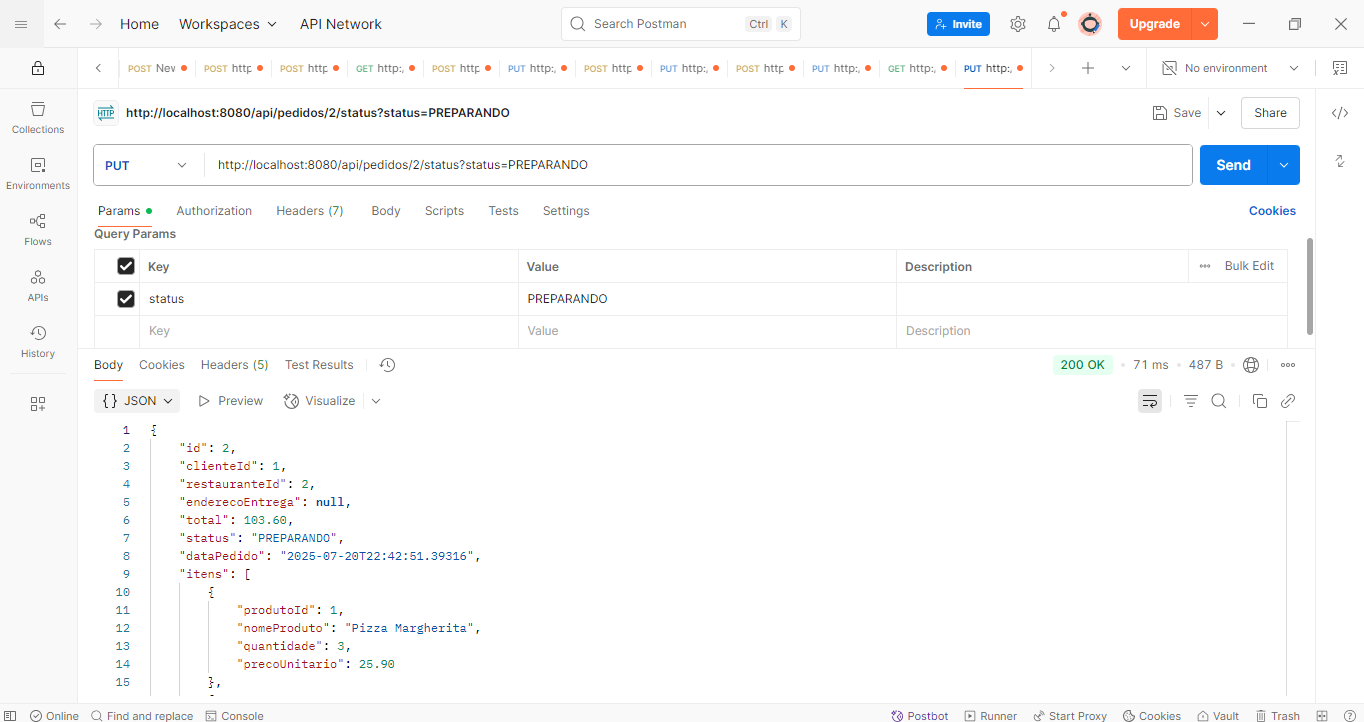 Home Workspaces API Network Search Postman Ctrl K Invite Upgrade
POST New POST http POST http GET http:, POST http PUT http:, POST http PUT http:, POST http PUT http:, GET http:, PUT http:, No environment
HTTP http://localhost:8080/api/pedidos/2/status?status=PREPARANDO Save Share
Collections
Environments
Flows
APIs
History
PUT http://localhost:8080/api/pedidos/2/status?status=PREPARANDO Send
Params Authorization Headers (7) Body Scripts Tests Settings Cookies
Query Params
Key Value Description Bulk Edit
status PREPARANDO
Key Value Description
Body Cookies Headers (5) Test Results 200 OK 71 ms 487 B
{} JSON Preview Visualize
1 {
2 "id": 2,
3 "clienteId": 1,
4 "restauranteId": 2,
5 "enderecoEntrega": null,
6 "total": 103.60,
7 "status": "PREPARANDO",
8 "dataPedido": "2025-07-20T22:42:51.39316",
9 "itens": [
10 {
11 "produtoId": 1,
12 "nomeProduto": "Pizza Margherita",
13 "quantidade": 3,
14 "precoUnitario": 25.90
15 },
Online Find and replace Console Postbot Runner Start Proxy Cookies Vault Trash